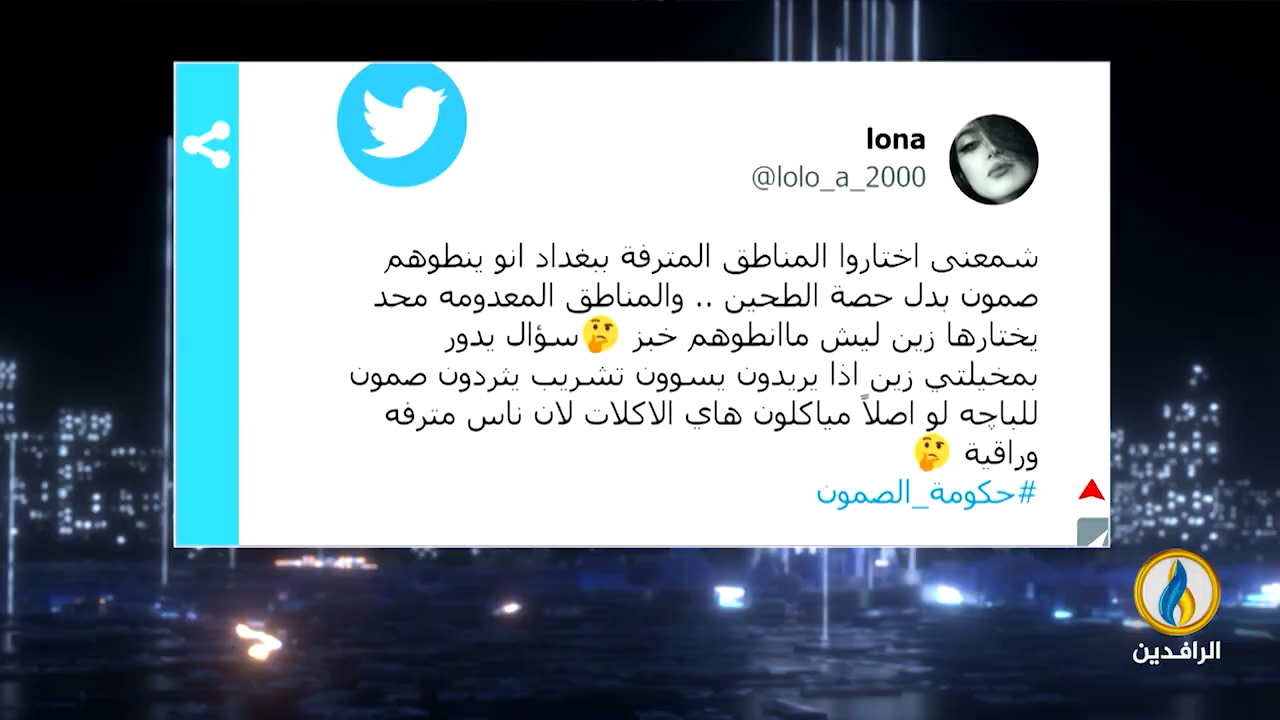 lona
@lolo_a_2000
شمعنى اختاروا المناطق المترفة ببغداد انو ينطوهم
صمون بدل حصة الطحين .. والمناطق المعدومه محد
يختارها زين ليش ماانطوهم خبز 🤔سؤال يدور
بمخيلتي زين اذا يريدون يسوون تشريب يثردون صمون
للباچه لو اصلاً مياكلون هاي الاكلات لان ناس مترفه
وراقية 🤔
#حكومة_الصمون
الرافدين